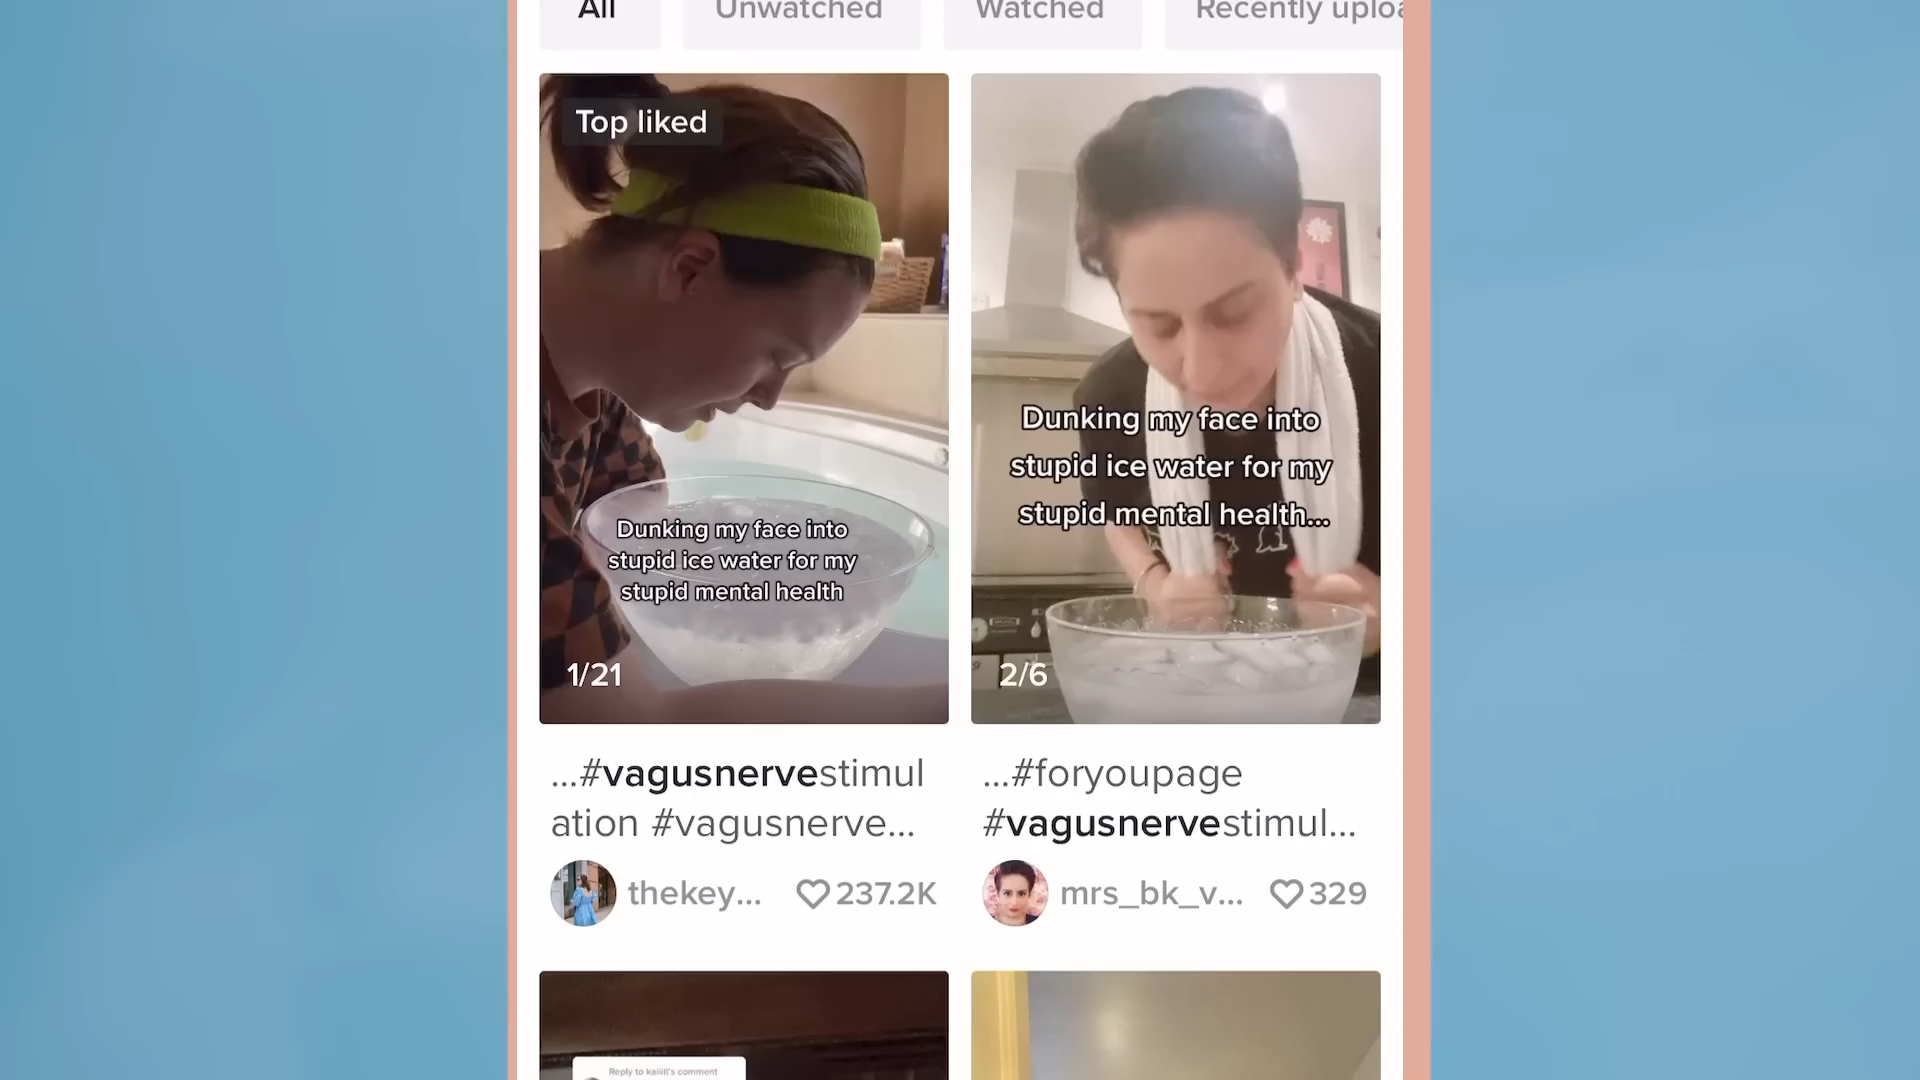 All
Unwatched
Watched
Recently uploa
Top liked
Dunking my face into
stupid ice water for my
stupid mental health
1/21
Dunking my face into
stupid ice water for my
stupid mental health...
2/6
...#vagusnervestimul
ation #vagusnerve...
thekey...
237.2K
...#foryoupage
#vagusnervestimul...
mrs_bk_v...
329
Reply to kaiiilt's comment